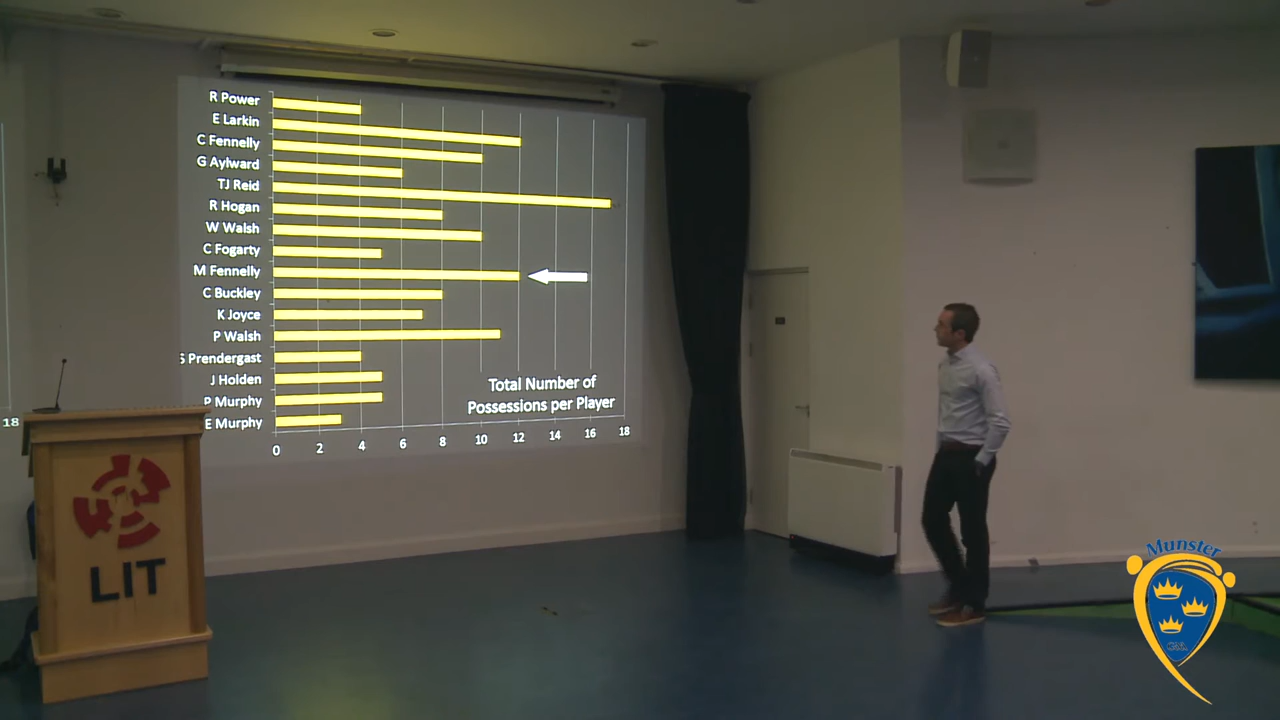 R Power
E Larkin
C Fennelly
G Aylward
TJ Reid
R Hogan
W Walsh
C Fogarty
M Fennelly
C Buckley
K Joyce
P Walsh
S Prendergast
J Holden
P Murphy
E Murphy
Total Number of
Possessions per Player
0 2 4 6 8 10 12 14 16 18
18
LIT
Munster
GAA